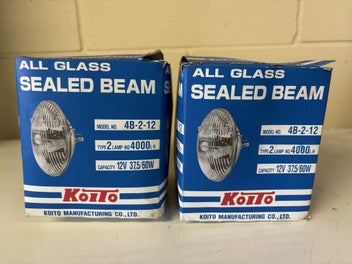 ALL GLASS
SEALED BEAM
MODEL NO. 4B-2-12
TYPE 2 LAMP NO. 4000
CAPACITY 12V 37.5/60W
KOITO
KOITO MANUFACTURING CO., LTD.
ALL GLASS
SEALED BEAM
MODEL NO. 4B-2-12
TYPE 2 LAMP NO. 4000
CAPACITY 12V 37.5/60W
KOITO
KOITO MANUFACTURING CO., LTD.